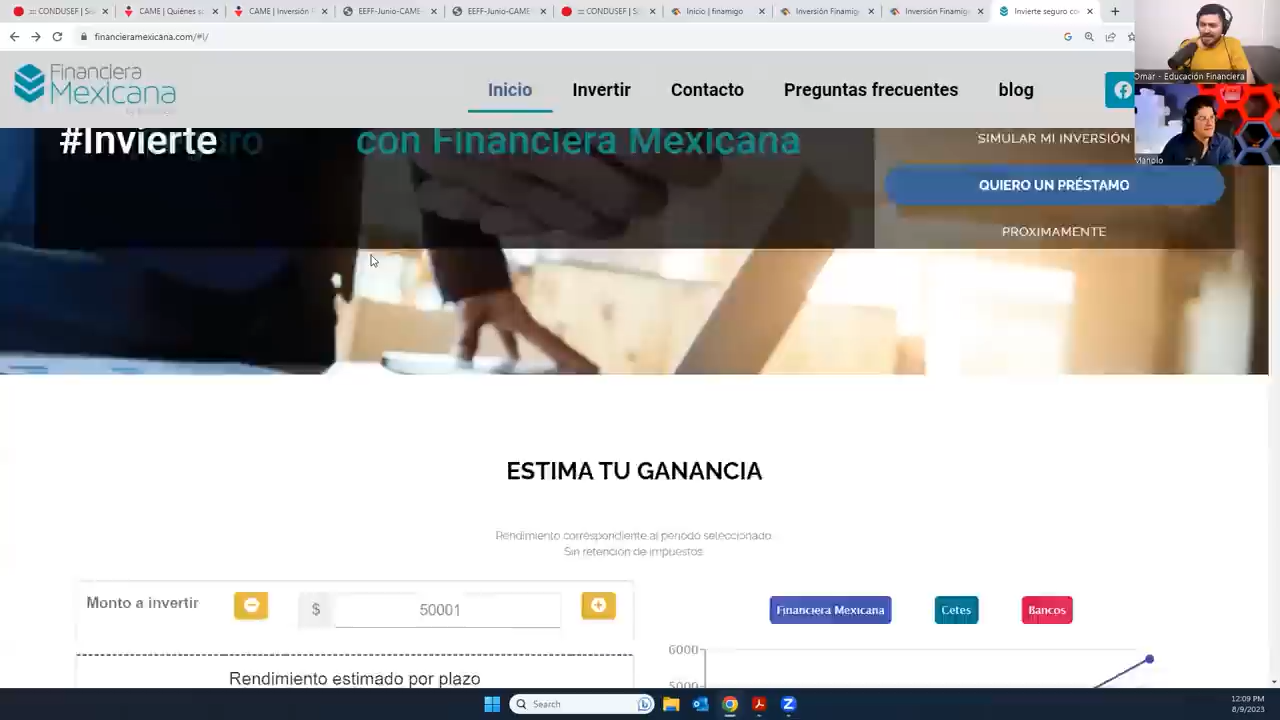 ::: CONDUSEF | S
CAME | Quiénes s
CAME | Inversión
EEFF-Junio-CAME-
EEFF-Junio-CAME
::: CONDUSEF | S
Inicio | finamigo
Inversión Finamig
Inversión Finamig
Invierte seguro co
financieramexicana.com/#!/
Financiera
Mexicana
Inicio
Invertir
Contacto
Preguntas frecuentes
blog
Omar - Educación Financiera
Manolo
#Invierte
con Financiera Mexicana
SIMULAR MI INVERSIÓN
QUIERO UN PRÉSTAMO
PROXIMAMENTE
ESTIMA TU GANANCIA
Rendimiento correspondiente al periodo seleccionado
Sin retención de impuestos
Monto a invertir
$
50001
Rendimiento estimado por plazo
Financiera Mexicana
Cetes
Bancos
6000
5000
Search
12:09 PM
8/9/2023